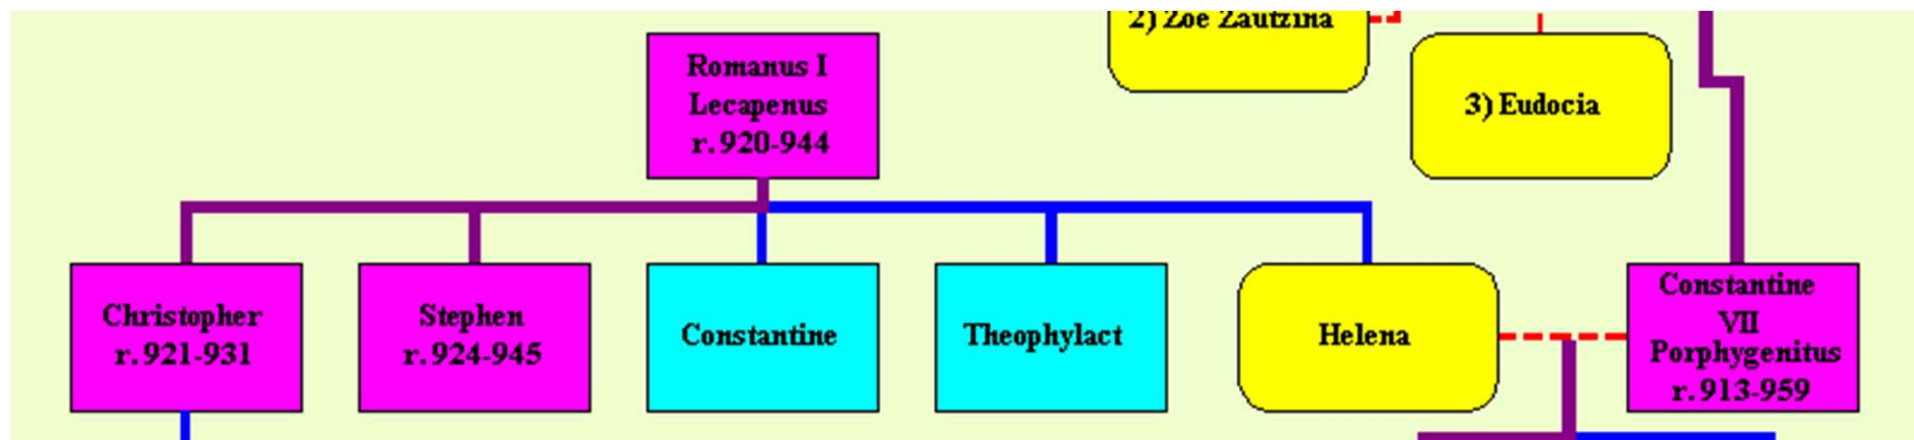 2) Zoe Zautzina
Romanus I
Lecapenus
r. 920-944
3) Eudocia
Christopher
r. 921-931
Stephen
r. 924-945
Constantine
Theophylact
Helena
Constantine
VII
Porphygenitus
r. 913-959